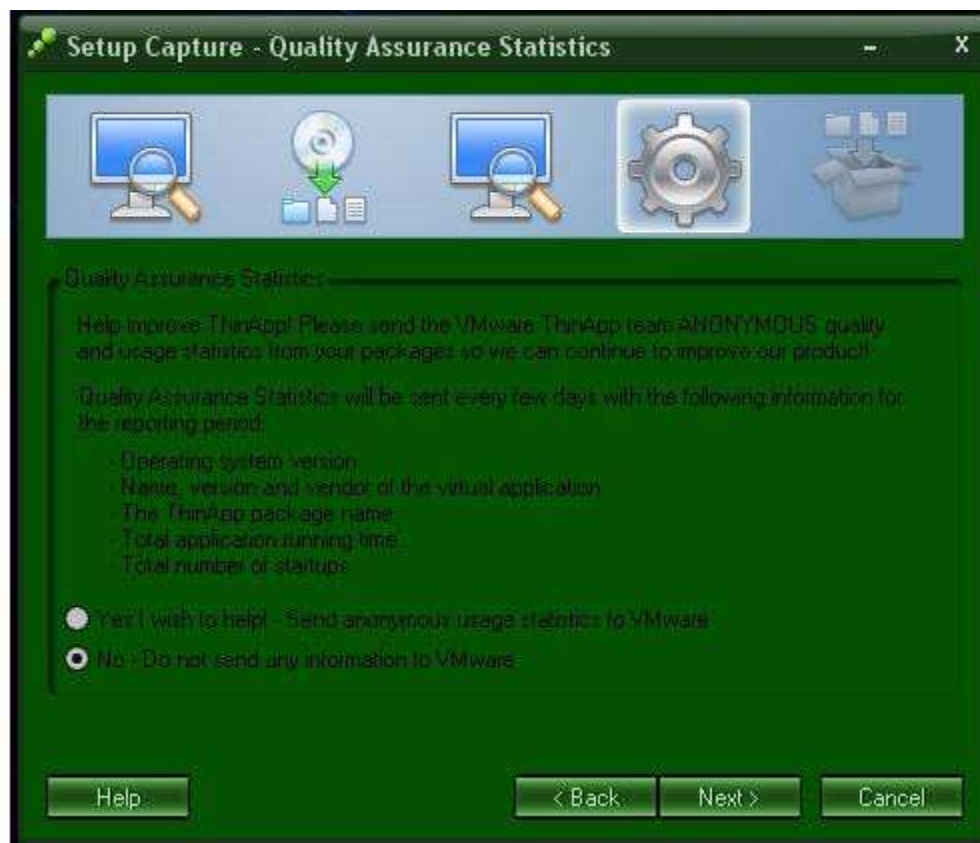 Setup Capture - Quality Assurance Statistics
Quality Assurance Statistics
Help improve ThinApp! Please send the VMware ThinApp team ANONYMOUS quality
and usage statistics from your packages so we can continue to improve our product!
Quality Assurance Statistics will be sent every few days with the following information for
the reporting period:
- Operating system version
- Name, version and vendor of the virtual application
- The ThinApp package name
- Total application running time
- Total number of startups
Yes I wish to help! - Send anonymous usage statistics to VMware
No - Do not send any information to VMware
Help
< Back
Next >
Cancel